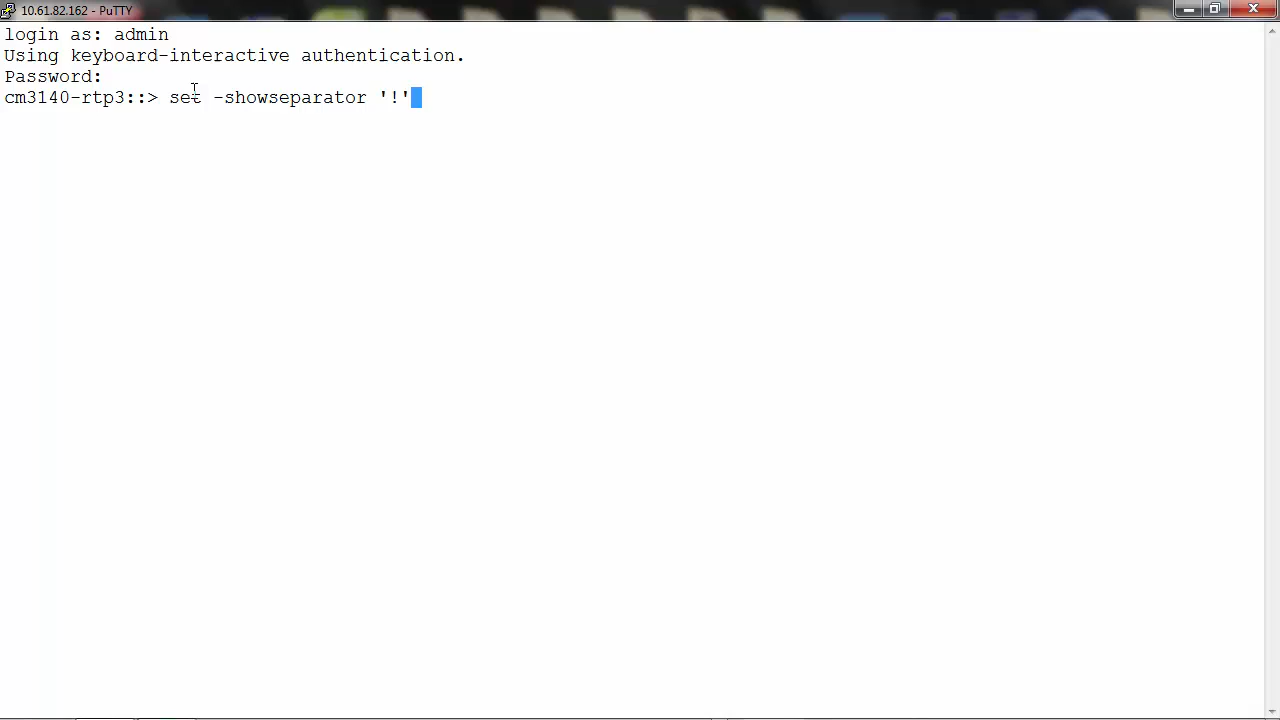 10.61.82.162 - PuTTY
login as: admin
Using keyboard-interactive authentication.
Password:
cm3140-rtp3::> set -showseparator '!'